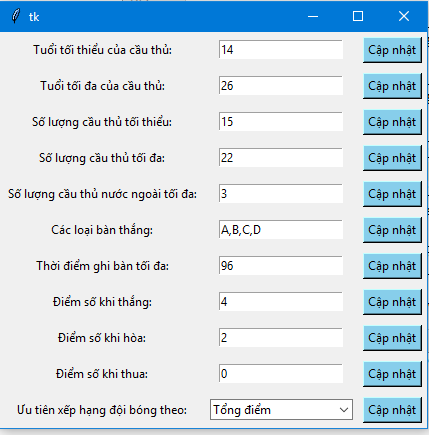 tk
Tuổi tối thiểu của cầu thủ: 14 Cập nhật
Tuổi tối đa của cầu thủ: 26 Cập nhật
Số lượng cầu thủ tối thiểu: 15 Cập nhật
Số lượng cầu thủ tối đa: 22 Cập nhật
Số lượng cầu thủ nước ngoài tối đa: 3 Cập nhật
Các loại bàn thắng: A,B,C,D Cập nhật
Thời điểm ghi bàn tối đa: 96 Cập nhật
Điểm số khi thắng: 4 Cập nhật
Điểm số khi hòa: 2 Cập nhật
Điểm số khi thua: 0 Cập nhật
Ưu tiên xếp hạng đội bóng theo: Tổng điểm Cập nhật